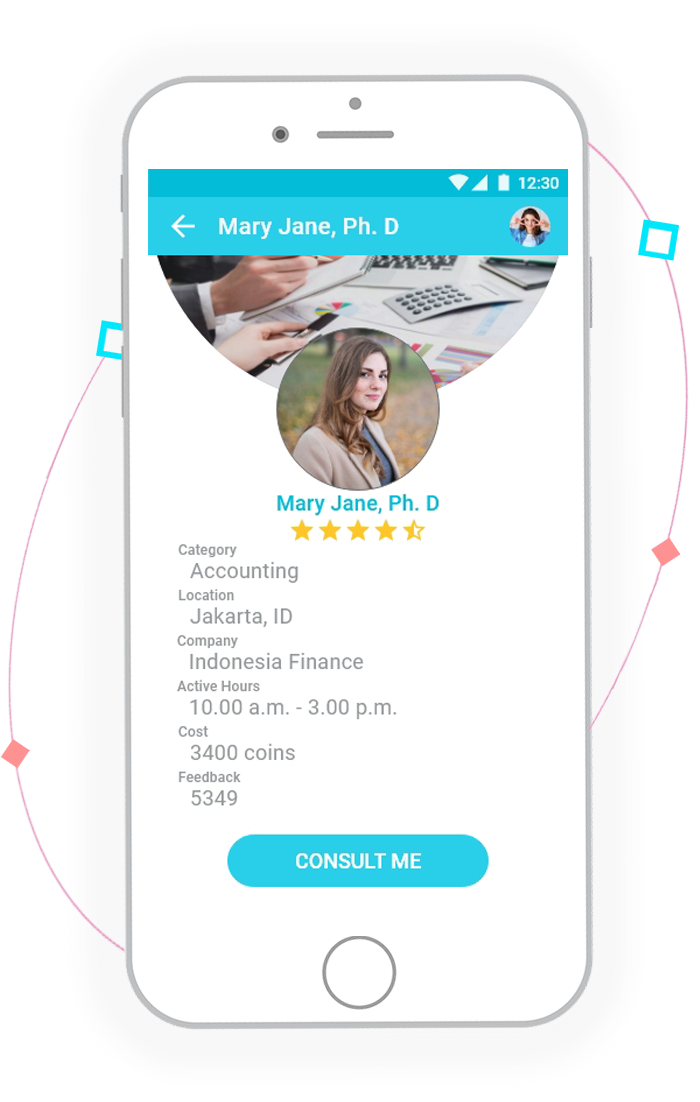 12:30
Mary Jane, Ph. D
Mary Jane, Ph. D
Category
Accounting
Location
Jakarta, ID
Company
Indonesia Finance
Active Hours
10.00 a.m. - 3.00 p.m.
Cost
3400 coins
Feedback
5349
CONSULT ME